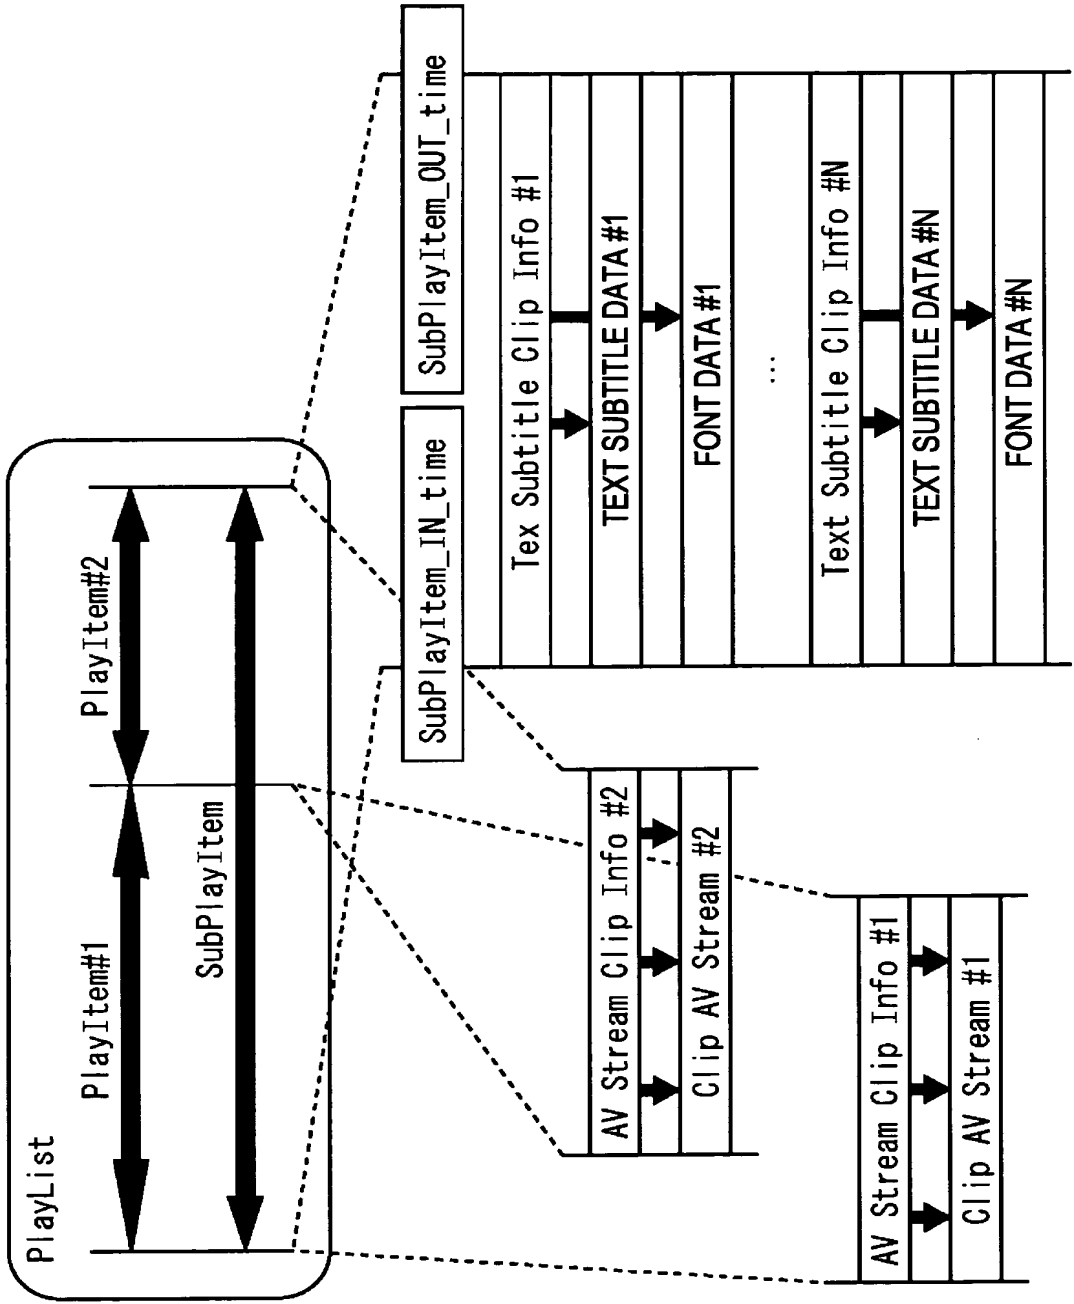 PlayList
PlayItem#1
PlayItem#2
SubPlayItem
SubPlayItem_IN_time
SubPlayItem_OUT_time
Tex Subtitle Clip Info #1
TEXT SUBTITLE DATA#1
FONT DATA #1
...
Text Subtitle Clip Info #N
TEXT SUBTITLE DATA#N
FONT DATA #N
AV Stream Clip Info #2
Clip AV Stream #2
AV Stream Clip Info #1
Clip AV Stream #1